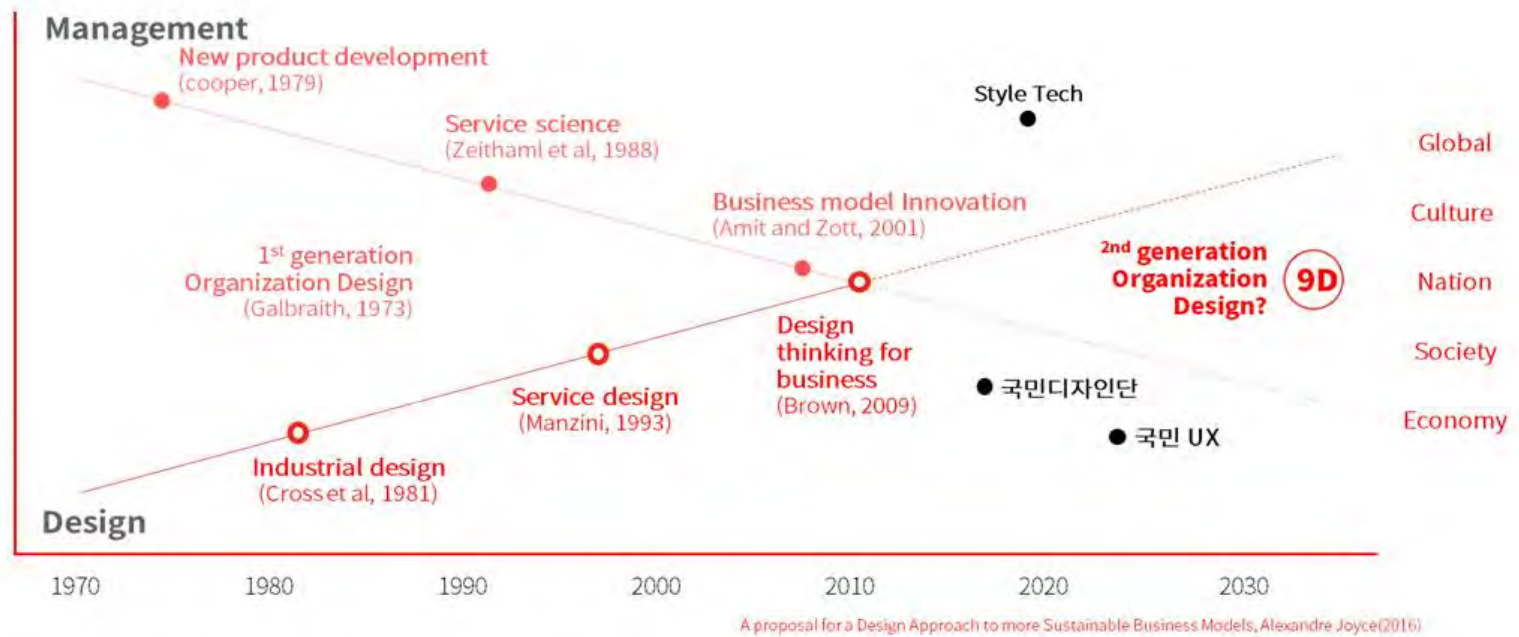 Management
New product development
(cooper, 1979)
Style Tech
Service science
(Zeithaml et al, 1988)
Global
Business model Innovation
(Amit and Zott, 2001)
Culture
1st generation
Organization Design
(Galbraith, 1973)
2nd generation
Organization
Design?
9D
Nation
Design
thinking for
business
(Brown, 2009)
Society
Service design
(Manzini, 1993)
국민디자인단
국민 UX
Economy
Industrial design
(Cross et al, 1981)
Design
1970 1980 1990 2000 2010 2020 2030
A proposal for a Design Approach to more Sustainable Business Models, Alexandre Joyce(2016)